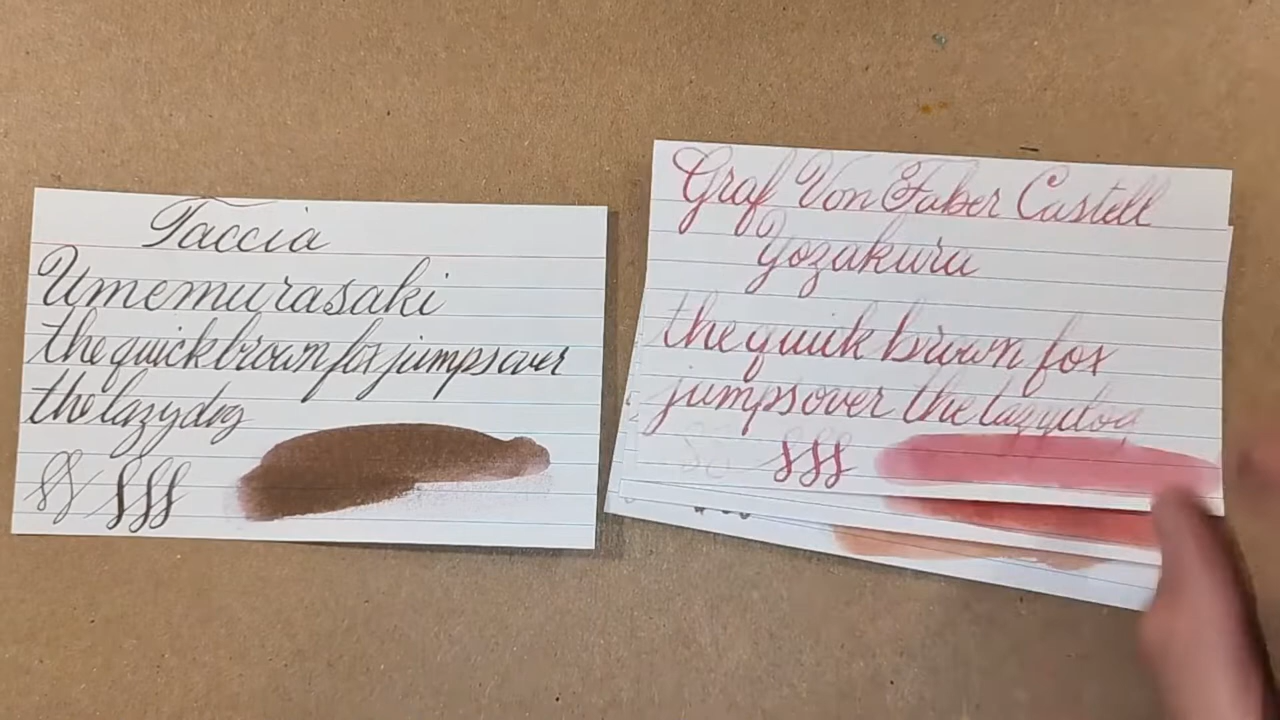 Taccia
Umemurasaki
the quick brown fox jumps over
the lazy dog
Graf Von Faber Castell
Yozakura
the quick brown fox
jumps over the lazy dog